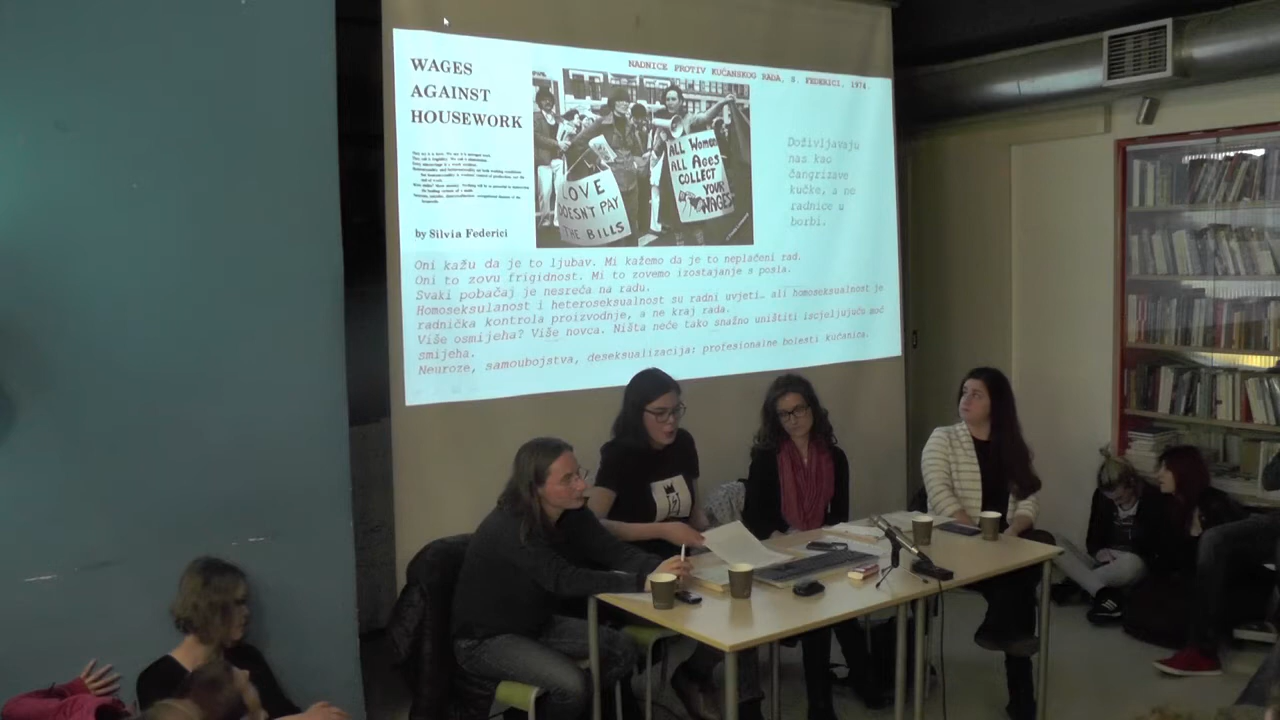 NADNICE PROTIV KUĆANSKOG RADA, S. FEDERICI, 1974.
WAGES
AGAINST
HOUSEWORK
by Silvia Federici
LOVE
DOESN'T PAY
THE BILLS
ALL Women
ALL Ages
COLLECT
YOUR
WAGES
Doživljavaju
nas kao
čangrizave
kučke, a ne
radnice u
borbi.
Oni kažu da je to ljubav. Mi kažemo da je to neplaćeni rad.
Oni to zovu frigidnost. Mi to zovemo izostajanje s posla.
Svaki pobačaj je nesreća na radu.
Homoseksulanost i heteroseksualnost su radni uvjeti… ali homoseksualnost je
radnička kontrola proizvodnje, a ne kraj rada.
Više osmijeha? Više novca. Ništa neće tako snažno uništiti iscjeljujuću moć
smijeha.
Neuroze, samoubojstva, deseksualizacija: profesionalne bolesti kućanica.